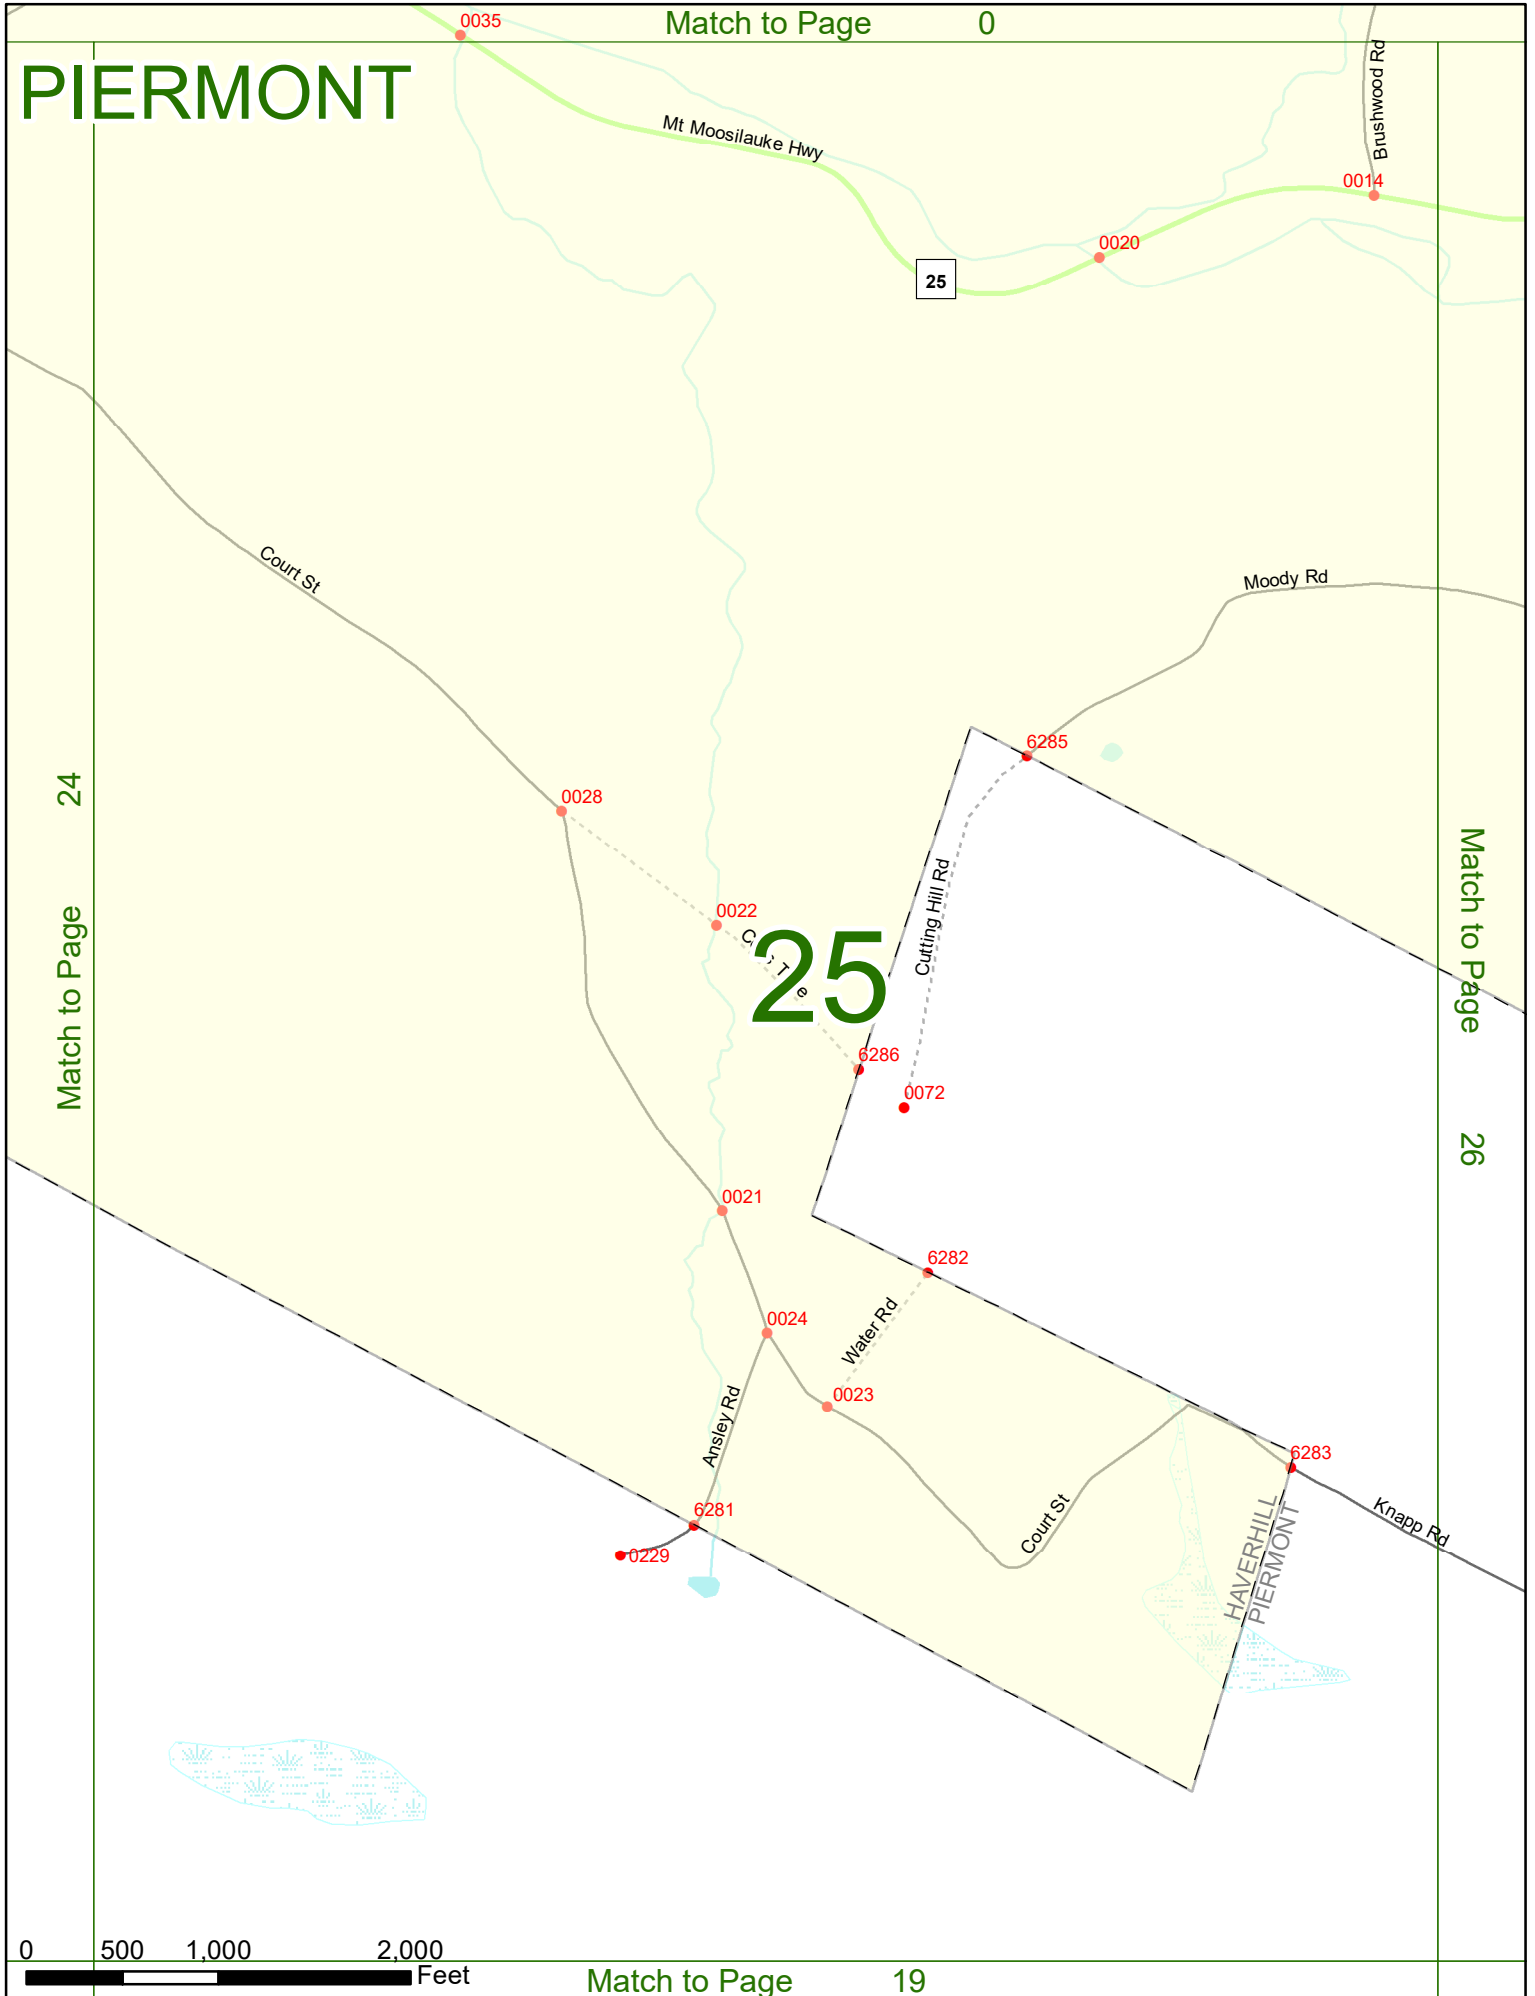 Match to Page 0
0035
PIERMONT
Brushwood Rd
Mt Moosilauke Hwy
0014
0020
25
Court St
Moody Rd
6285
24
0028
Match to Page
Cutting Hill Rd
0022
25
Match to Page
6286
0072
26
0021
6282
Water Rd
0024
0023
Ansley Rd
6283
Court St
Knapp Rd
HAVERHILL
PIERMONT
6281
0229
0 500 1,000 2,000
Feet
Match to Page 19